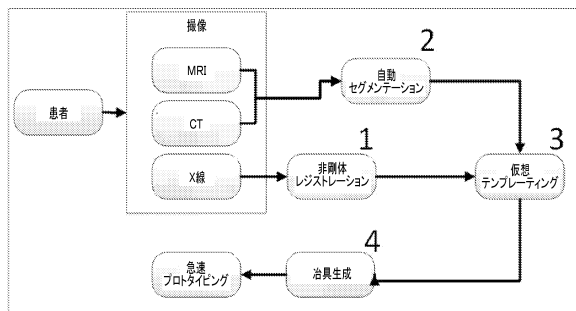 撮像
患者
MRI
CT
X線
2
自動
セグメンテーション
1
非剛体
レジストレーション
3
仮想
テンプレーティング
4
冶具生成
急速
プロトタイピング